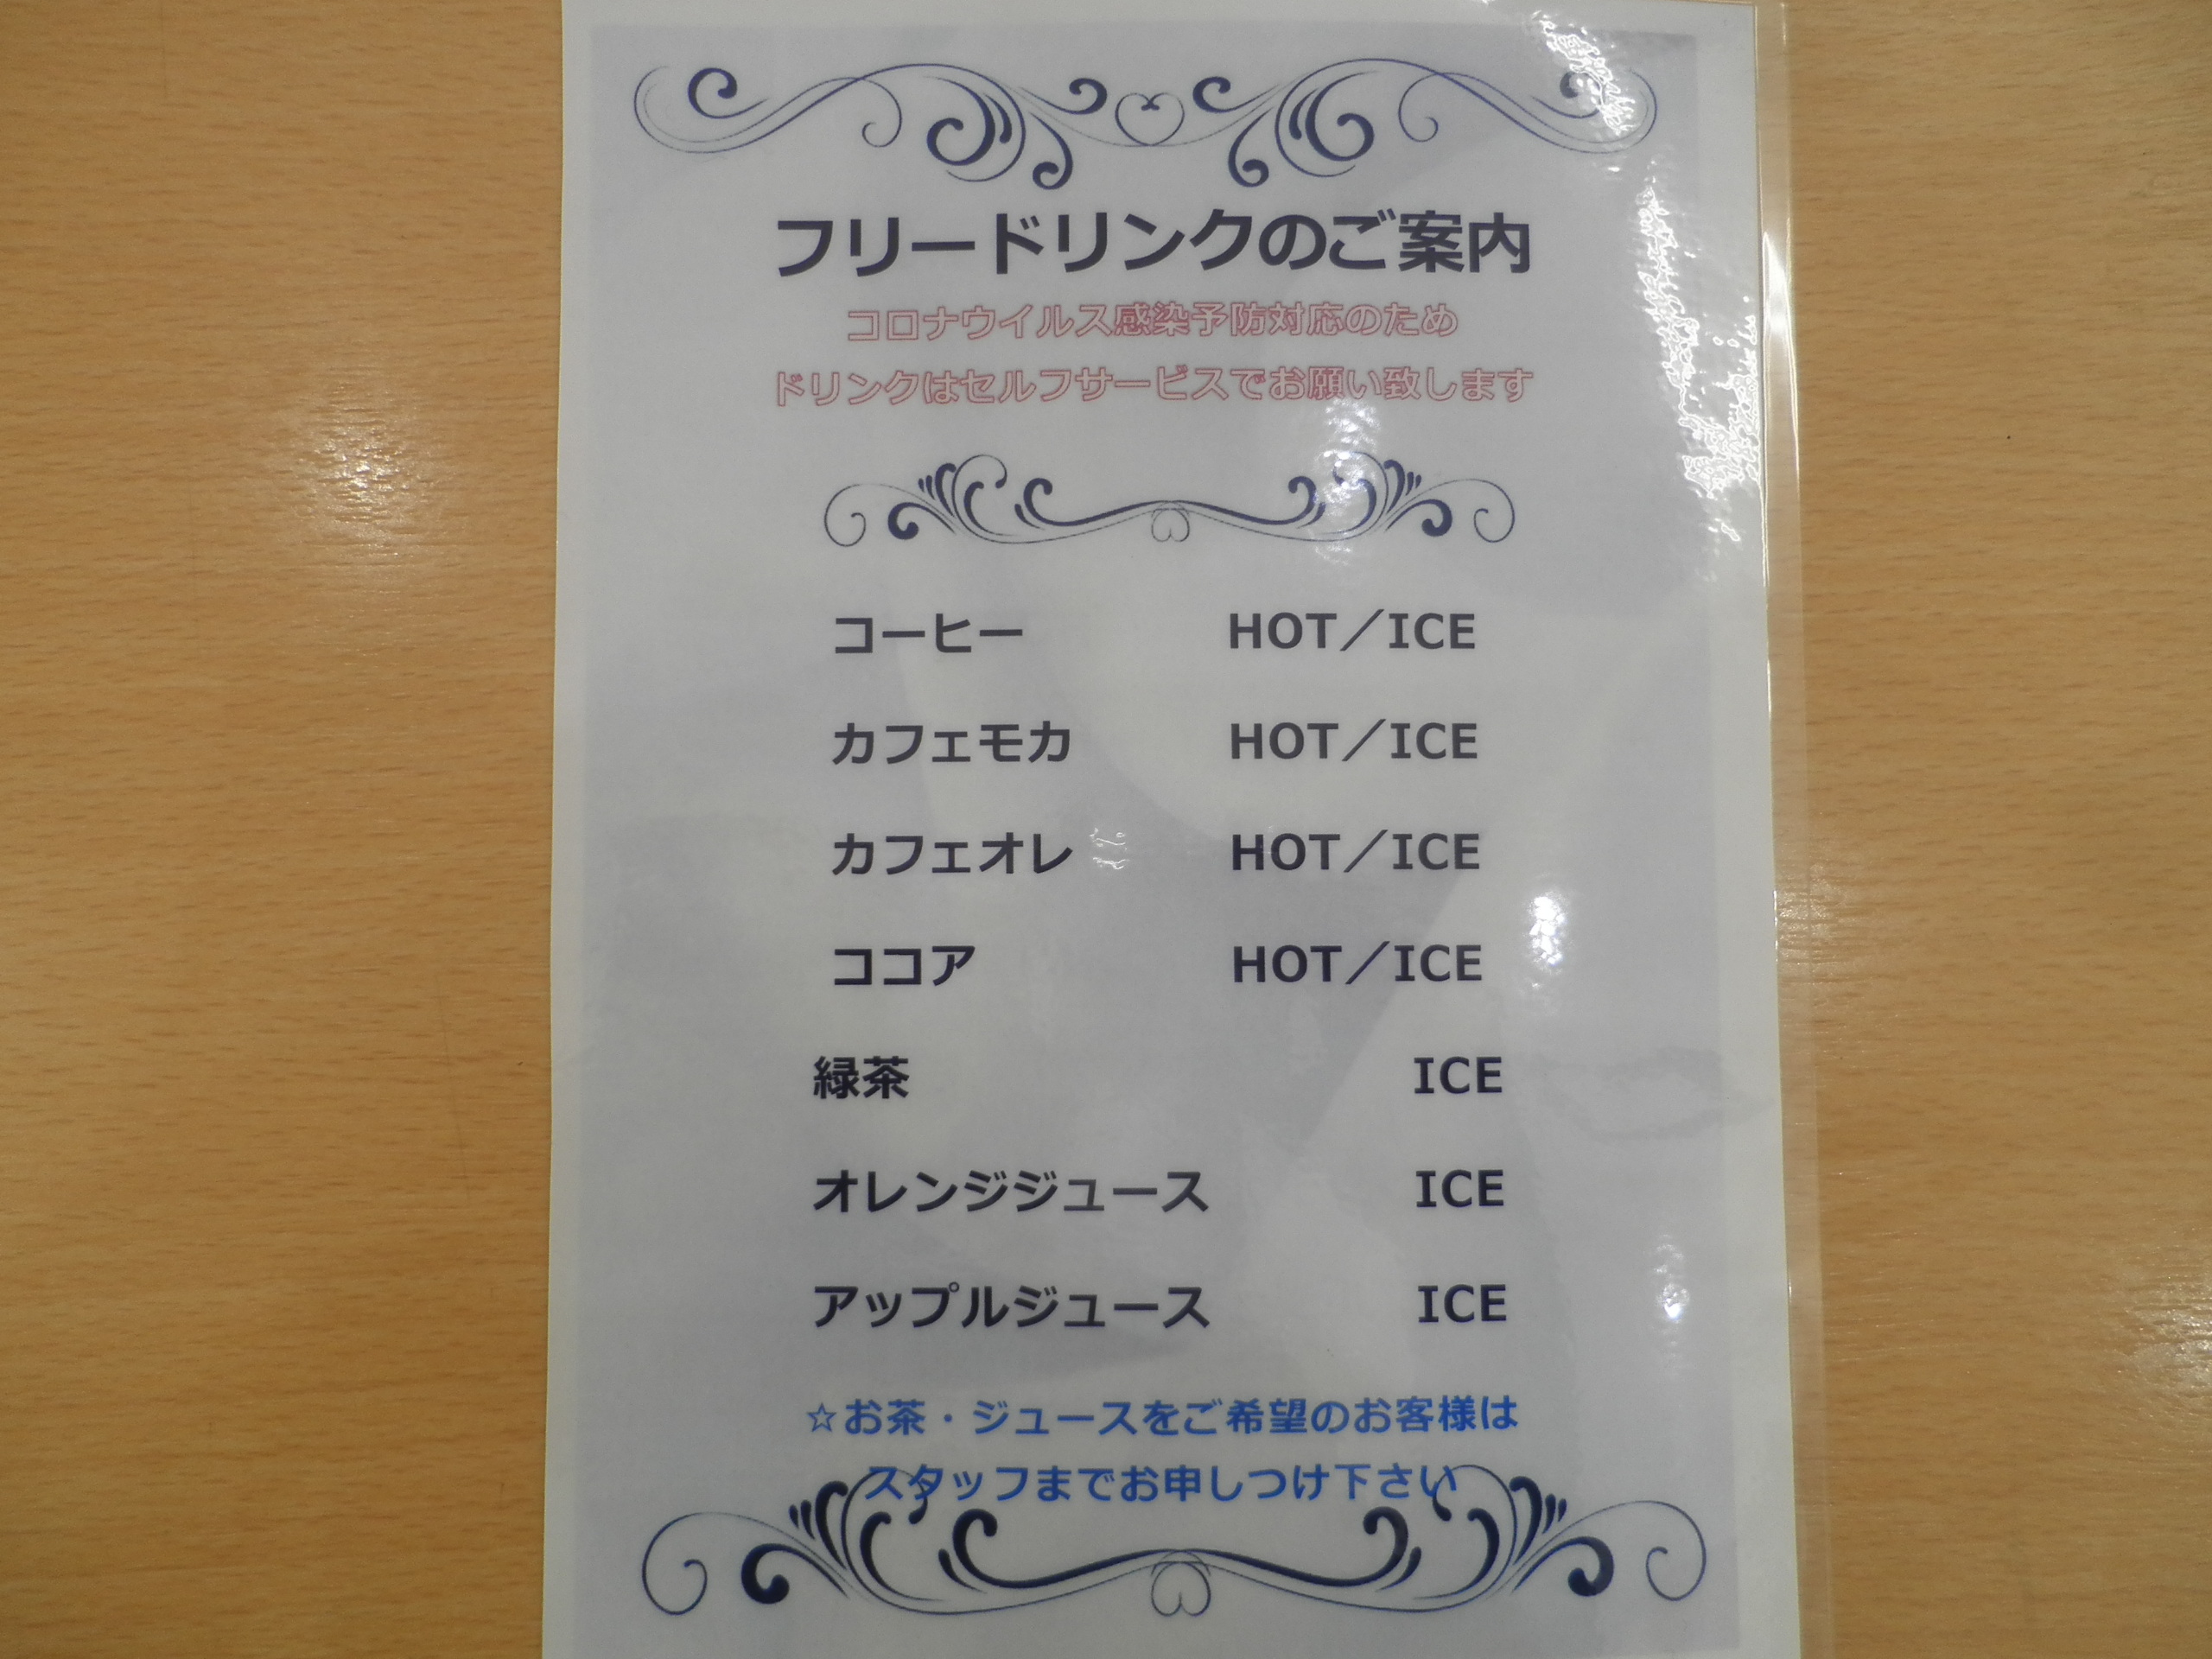 フリードリンクのご案内
コロナウイルス感染予防対応のため
ドリンクはセルフサービスでお願い致します
コーヒー HOT／ICE
カフェモカ HOT／ICE
カフェオレ HOT／ICE
ココア HOT／ICE
緑茶 ICE
オレンジジュース ICE
アップルジュース ICE
☆お茶・ジュースをご希望のお客様は
スタッフまでお申しつけ下さい